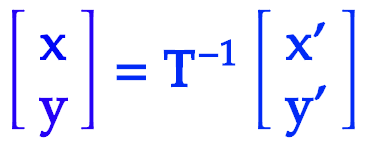 [x y] = T⁻¹ [x′ y′]